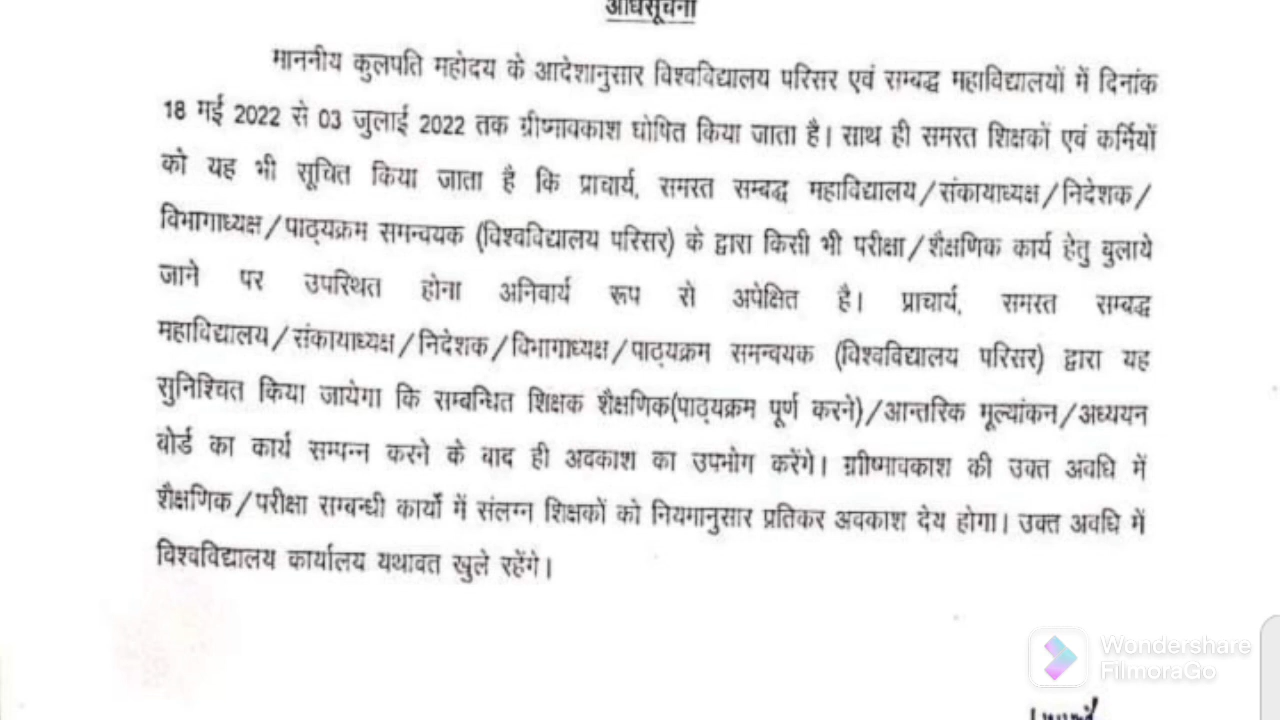 अधिसूचना
माननीय कुलपति महोदय के आदेशानुसार विश्वविद्यालय परिसर एवं सम्बद्ध महाविद्यालयों में दिनांक
18 मई 2022 से 03 जुलाई 2022 तक ग्रीष्मावकाश घोषित किया जाता है। साथ ही समस्त शिक्षकों एवं कर्मियों
को यह भी सूचित किया जाता है कि प्राचार्य, समस्त सम्बद्ध महाविद्यालय/संकायाध्यक्ष/निदेशक/
विभागाध्यक्ष/पाठ्यक्रम समन्वयक (विश्वविद्यालय परिसर) के द्वारा किसी भी परीक्षा/शैक्षणिक कार्य हेतु बुलाये
जाने पर उपस्थित होना अनिवार्य रूप से अपेक्षित है। प्राचार्य, समस्त सम्बद्ध
महाविद्यालय/संकायाध्यक्ष/निदेशक/विभागाध्यक्ष/पाठ्यक्रम समन्वयक (विश्वविद्यालय परिसर) द्वारा यह
सुनिश्चित किया जायेगा कि सम्बन्धित शिक्षक शैक्षणिक(पाठ्यक्रम पूर्ण करने)/आन्तरिक मूल्यांकन/अध्ययन
बोर्ड का कार्य सम्पन्न करने के बाद ही अवकाश का उपभोग करेंगे। ग्रीष्मावकाश की उक्त अवधि में
शैक्षणिक/परीक्षा सम्बन्धी कार्यों में संलग्न शिक्षकों को नियमानुसार प्रतिकर अवकाश देय होगा। उक्त अवधि में
विश्वविद्यालय कार्यालय यथावत खुले रहेंगे।
Wondershare
FilmoraGo